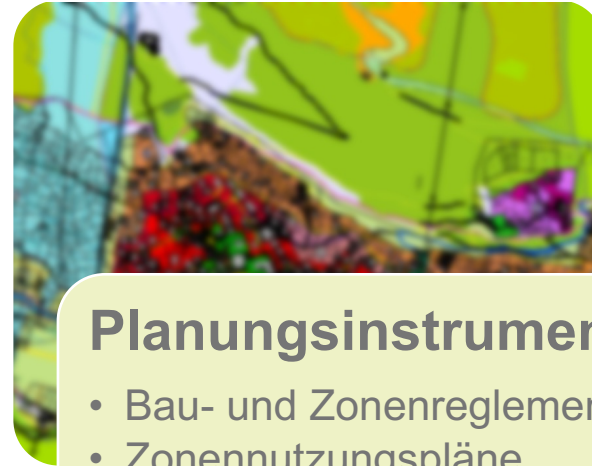 Planungsinstrumen
• Bau- und Zonenreglemen
• Zonennutzungspläne